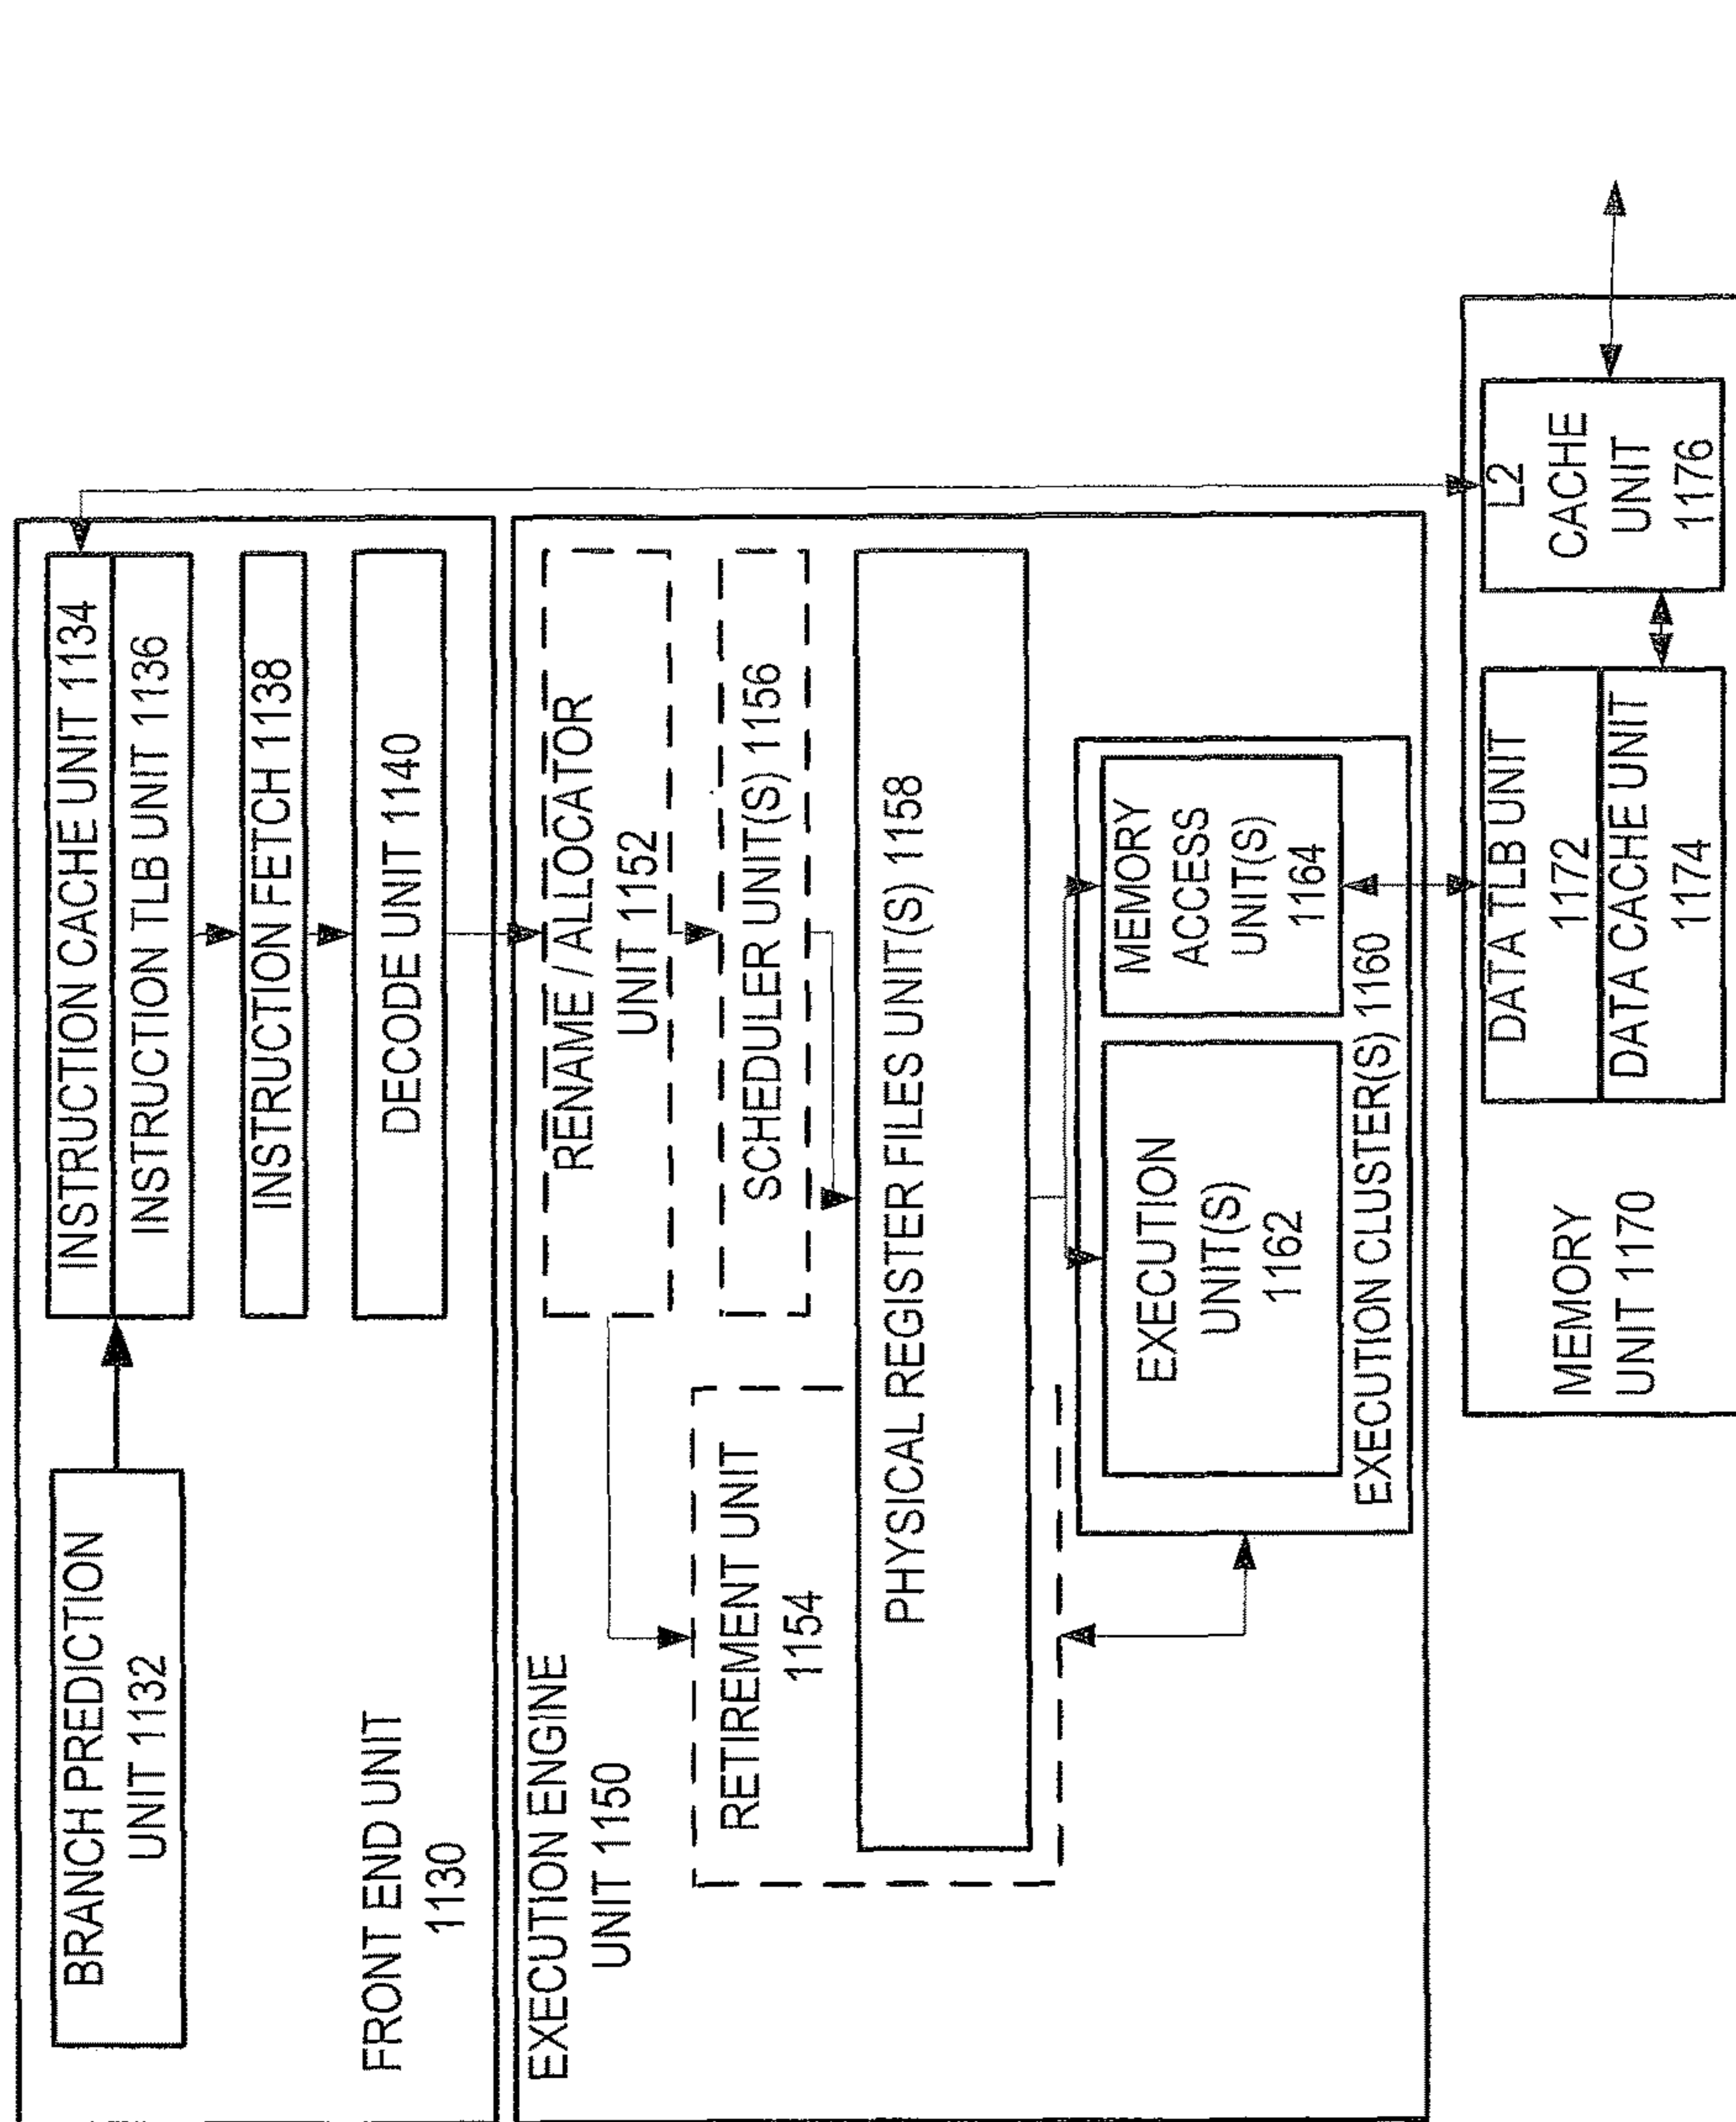 BRANCH PREDICTION
UNIT 1132
INSTRUCTION CACHE UNIT 1134
INSTRUCTION TLB UNIT 1136
INSTRUCTION FETCH 1138
DECODE UNIT 1140
FRONT END UNIT
1130
EXECUTION ENGINE
UNIT 1150
RENAME / ALLOCATOR
UNIT 1152
RETIREMENT UNIT
1154
SCHEDULER UNIT(S) 1156
PHYSICAL REGISTER FILES UNIT(S) 1158
EXECUTION
UNIT(S)
1162
MEMORY
ACCESS
UNIT(S)
1164
EXECUTION CLUSTER(S) 1160
MEMORY
UNIT 1170
DATA TLB UNIT
1172
DATA CACHE UNIT
1174
L2
CACHE
UNIT
1176